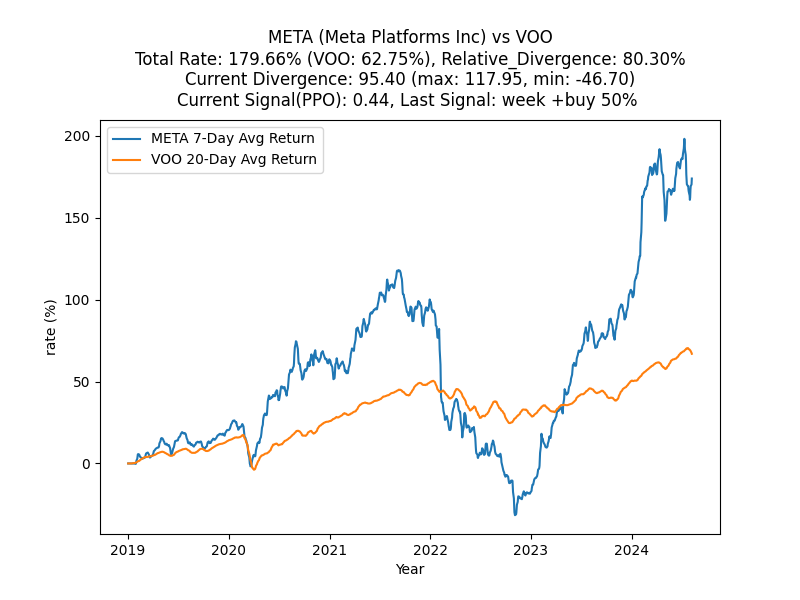 META (Meta Platforms Inc) vs VOO
Total Rate: 179.66% (VOO: 62.75%), Relative_Divergence: 80.30%
Current Divergence: 95.40 (max: 117.95, min: -46.70)
Current Signal(PPO): 0.44, Last Signal: week +buy 50%
META 7-Day Avg Return
VOO 20-Day Avg Return
200
150
100
50
0
rate (%)
2019 2020 2021 2022 2023 2024
Year